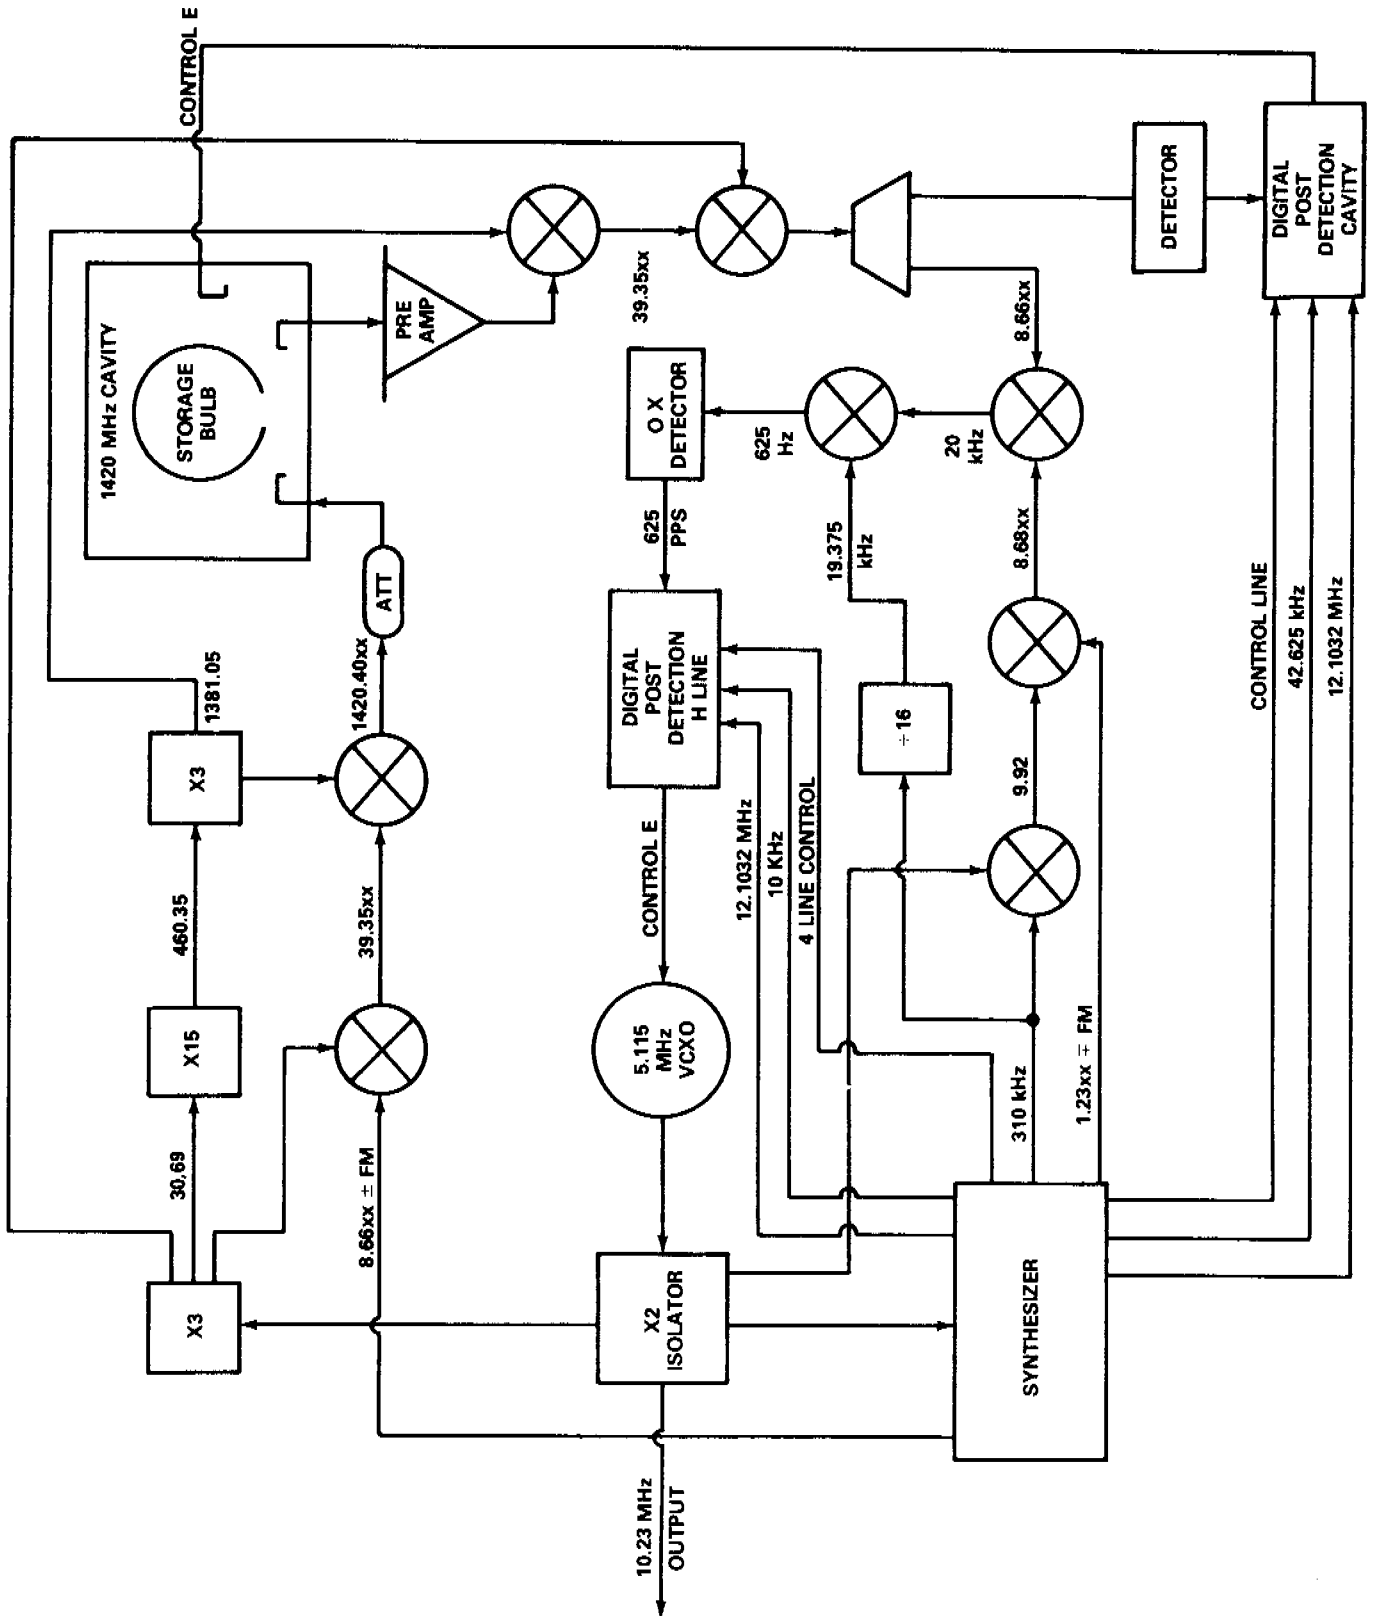 CONTROL E
1420 MHz CAVITY
STORAGE
BULB
PRE
AMP
ATT
X3
1381.05
1420.40xx
460.35
X15
39.35xx
30.69
X3
8.66xx ± FM
39.35xx
O X
DETECTOR
625
PPS
625
Hz
DIGITAL
POST
DETECTION
H LINE
CONTROL E
5.115
MHz
VCXO
X2
ISOLATOR
10.23 MHz
OUTPUT
12.1032 MHz
10 KHz
4 LINE CONTROL
19.375
kHz
÷16
20
kHz
8.66xx
8.68xx
9.92
310 kHz
1.23xx ∓ FM
SYNTHESIZER
DETECTOR
DIGITAL
POST
DETECTION
CAVITY
CONTROL LINE
42.625 kHz
12.1032 MHz